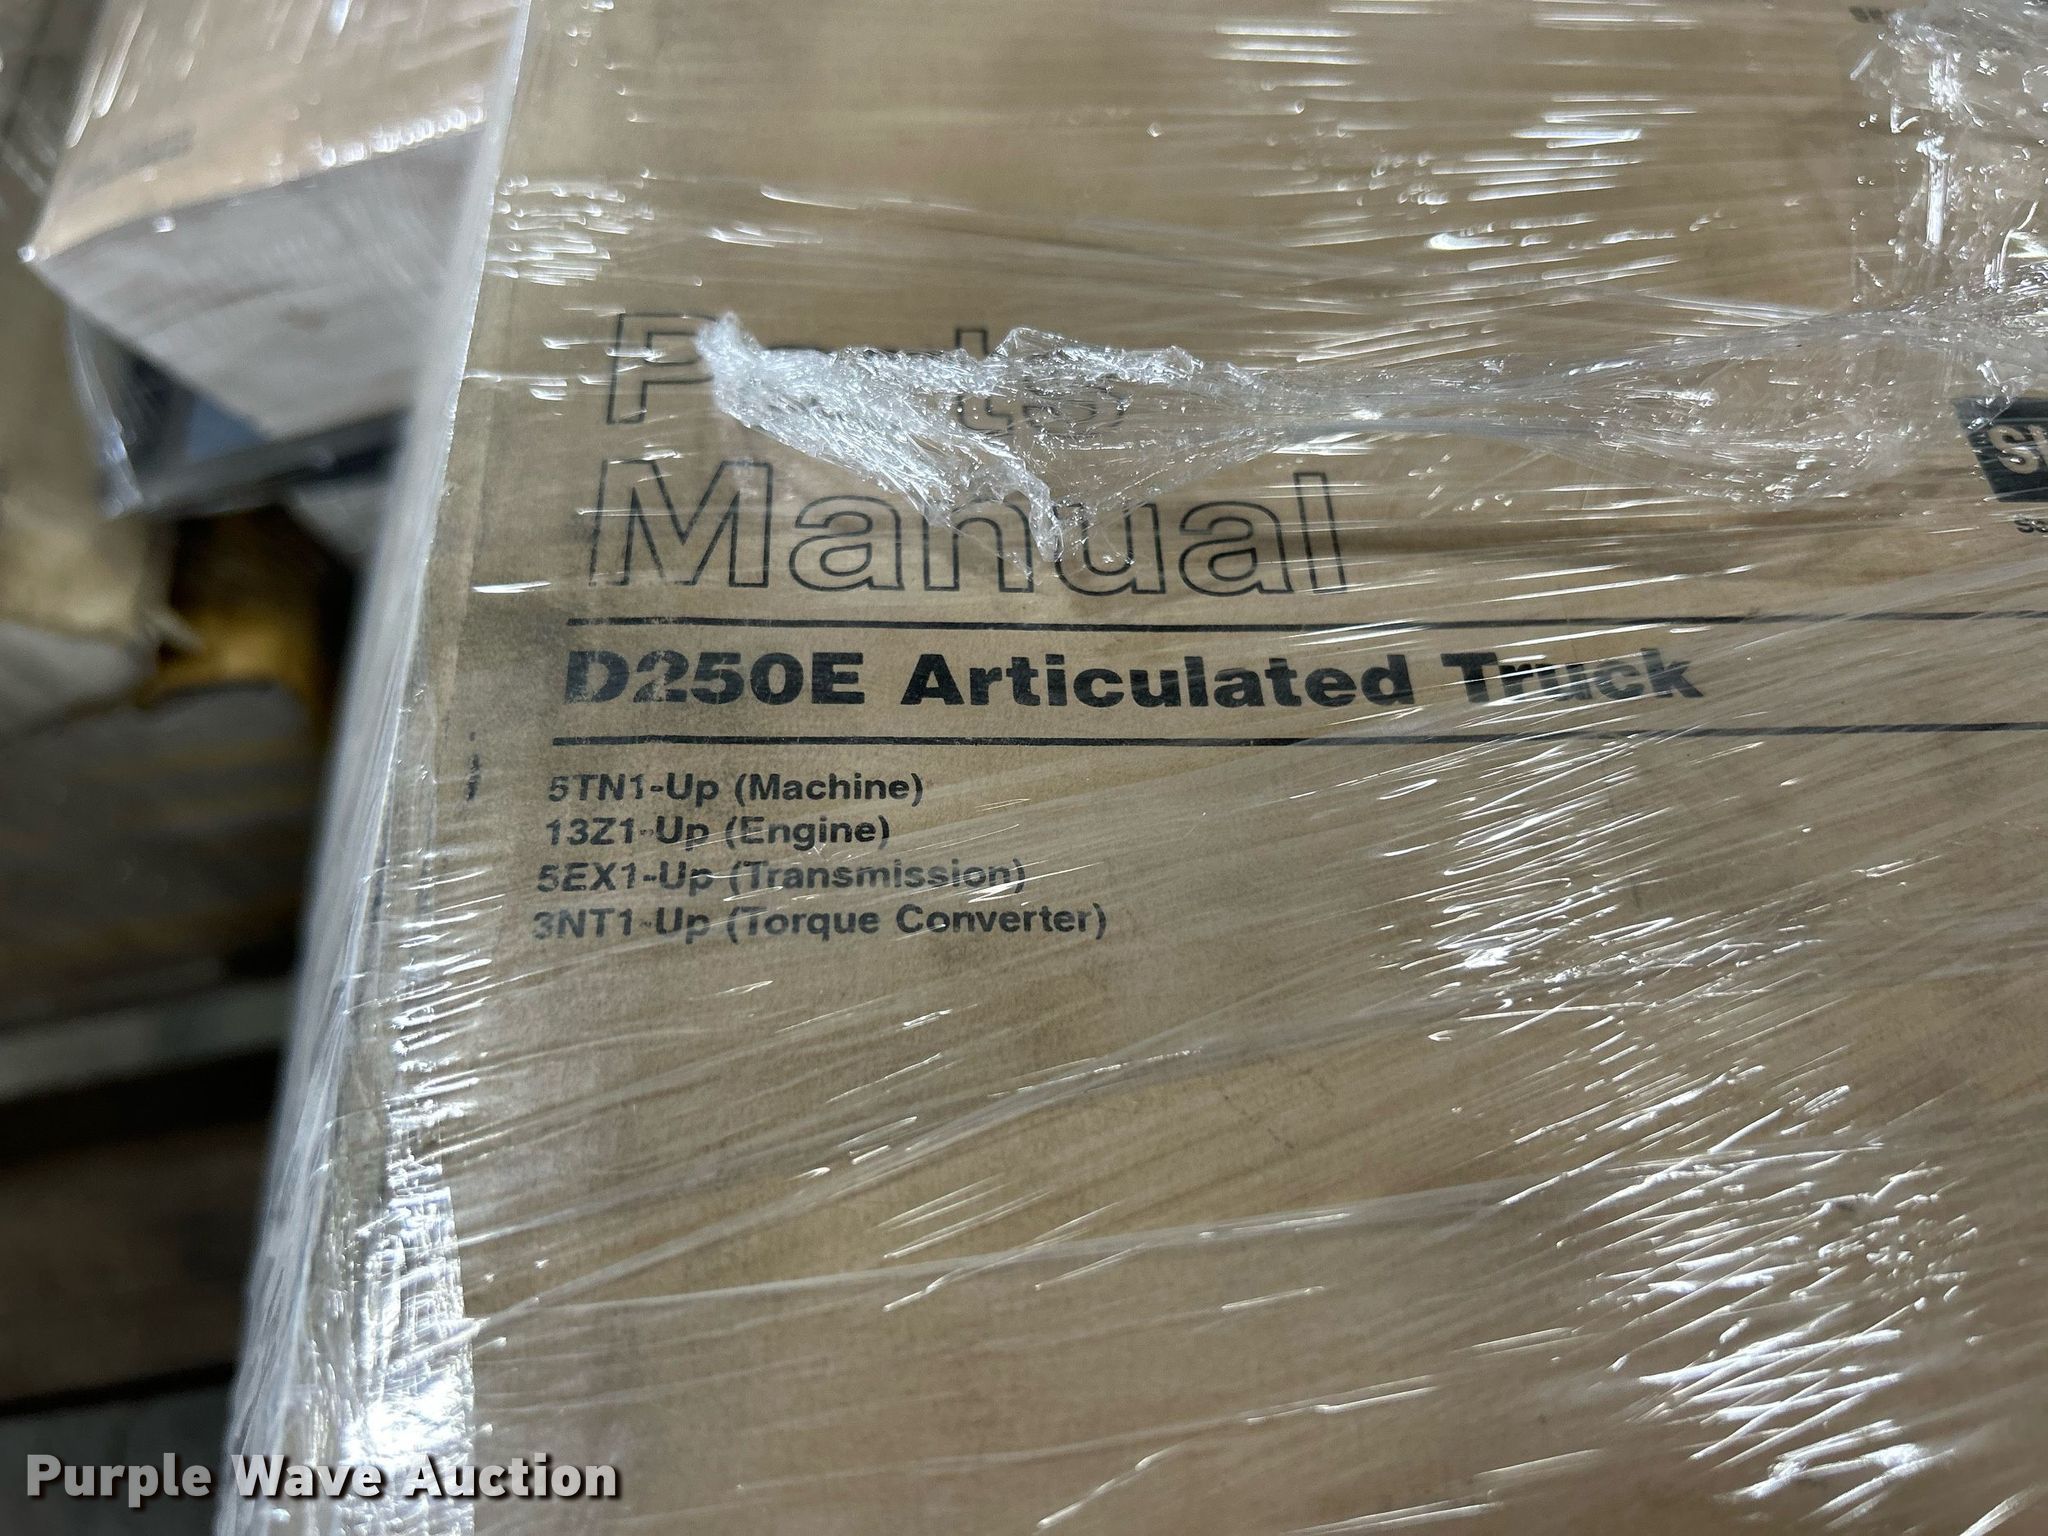 Parts
Manual
D250E Articulated Truck
5TN1-Up (Machine)
13Z1-Up (Engine)
5EX1-Up (Transmission)
3NT1-Up (Torque Converter)
Purple Wave Auction